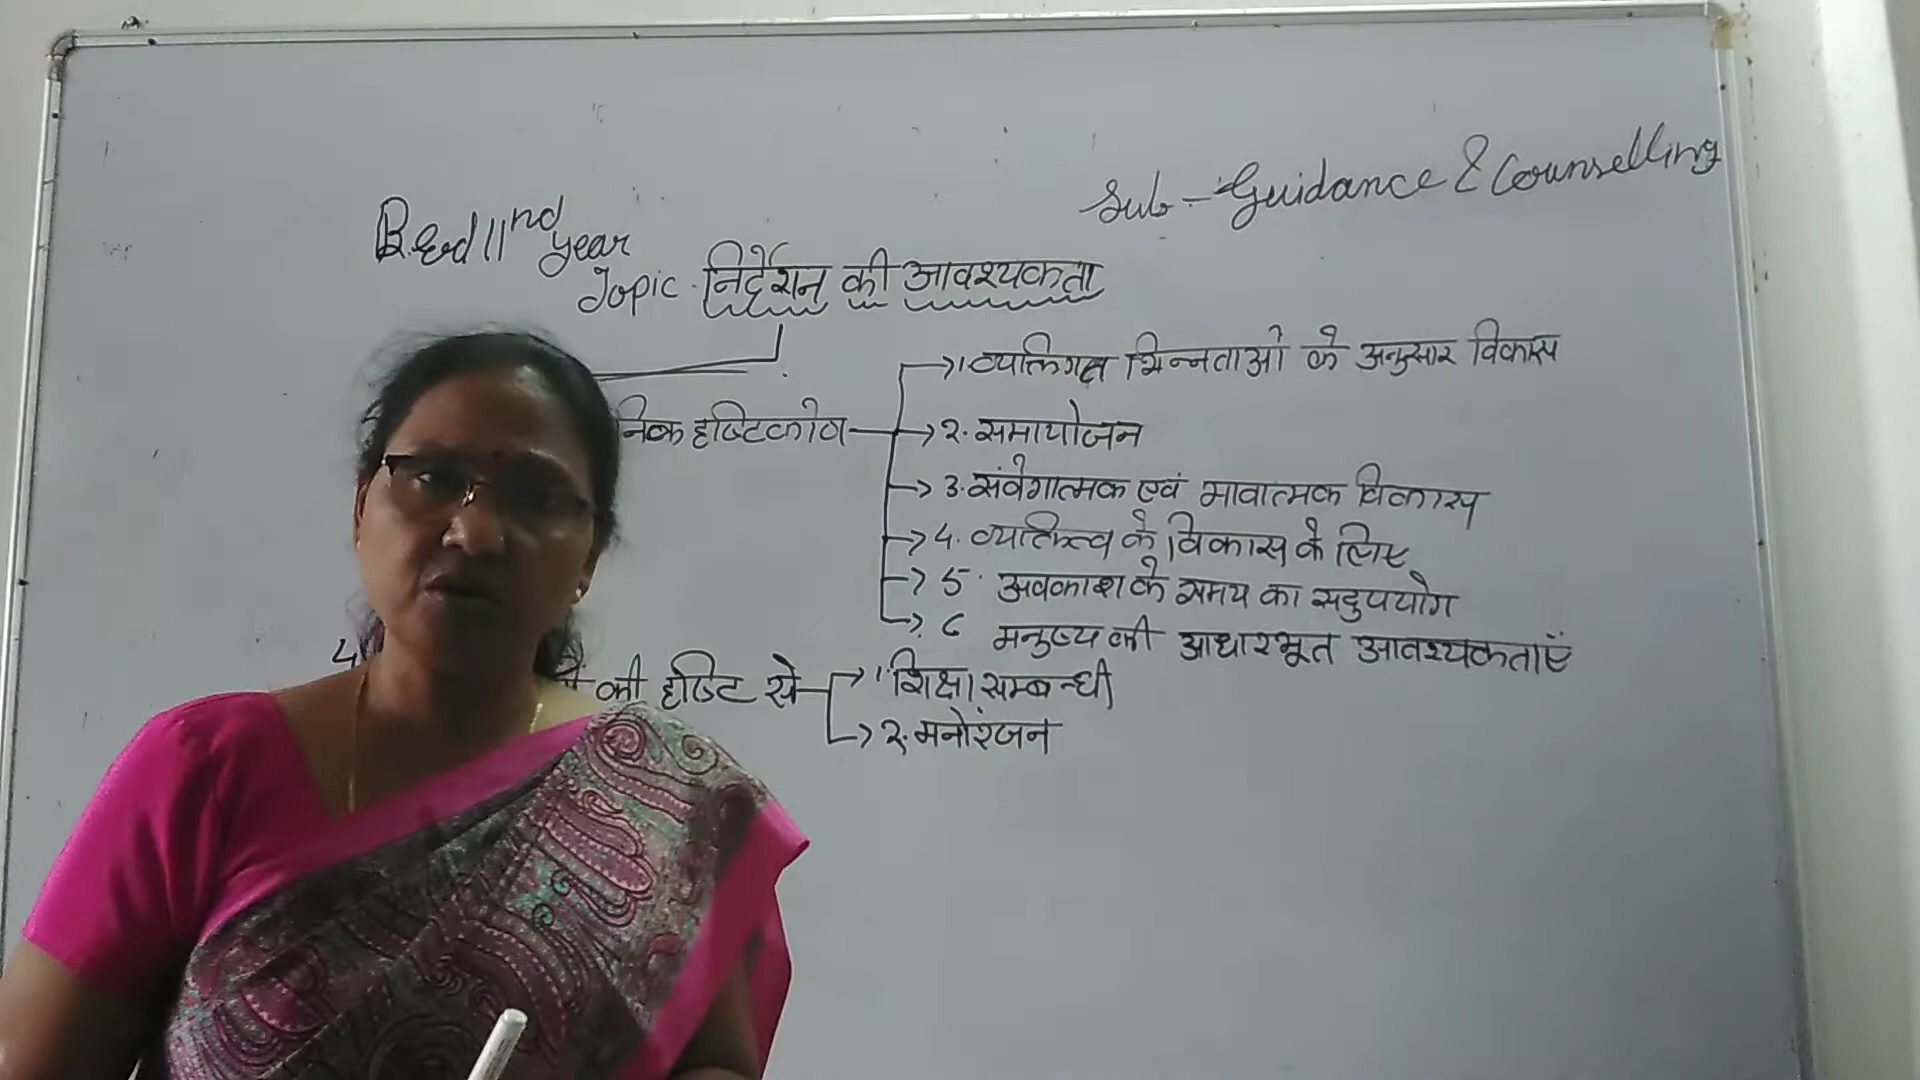 Sub - Guidance & Counselling
B.Ed IInd year
Topic. निर्देशन की आवश्यकता
→ 1. व्यक्तिगत भिन्नताओं के अनुसार विकास
निक दृष्टिकोण → 2. समायोजन
→ 3. संवेगात्मक एवं भावात्मक विकास
→ 4. व्यक्तित्व के विकास के लिए
→ 5. अवकाश के समय का सदुपयोग
→ 6 मनुष्य की आधारभूत आवश्यकताएँ
4 की दृष्टि से → 1 शिक्षा सम्बन्धी
→ 2. मनोरंजन